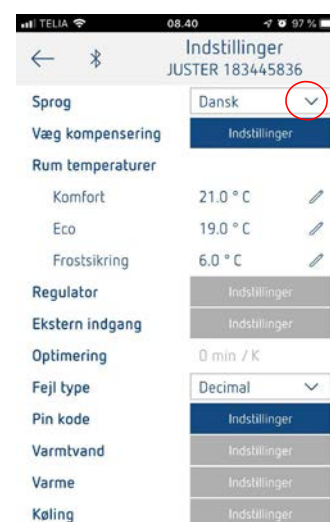 TELIA 08.40 97 %
Indstillinger
JUSTER 183445836
Sprog Dansk
Væg kompensering Indstillinger
Rum temperaturer
Komfort 21.0 ° C
Eco 19.0 ° C
Frostsikring 6.0 ° C
Regulator Indstillinger
Ekstern indgang Indstillinger
Optimering 0 min / K
Fejl type Decimal
Pin kode Indstillinger
Varmtvand Indstillinger
Varme Indstillinger
Køling Indstillinger